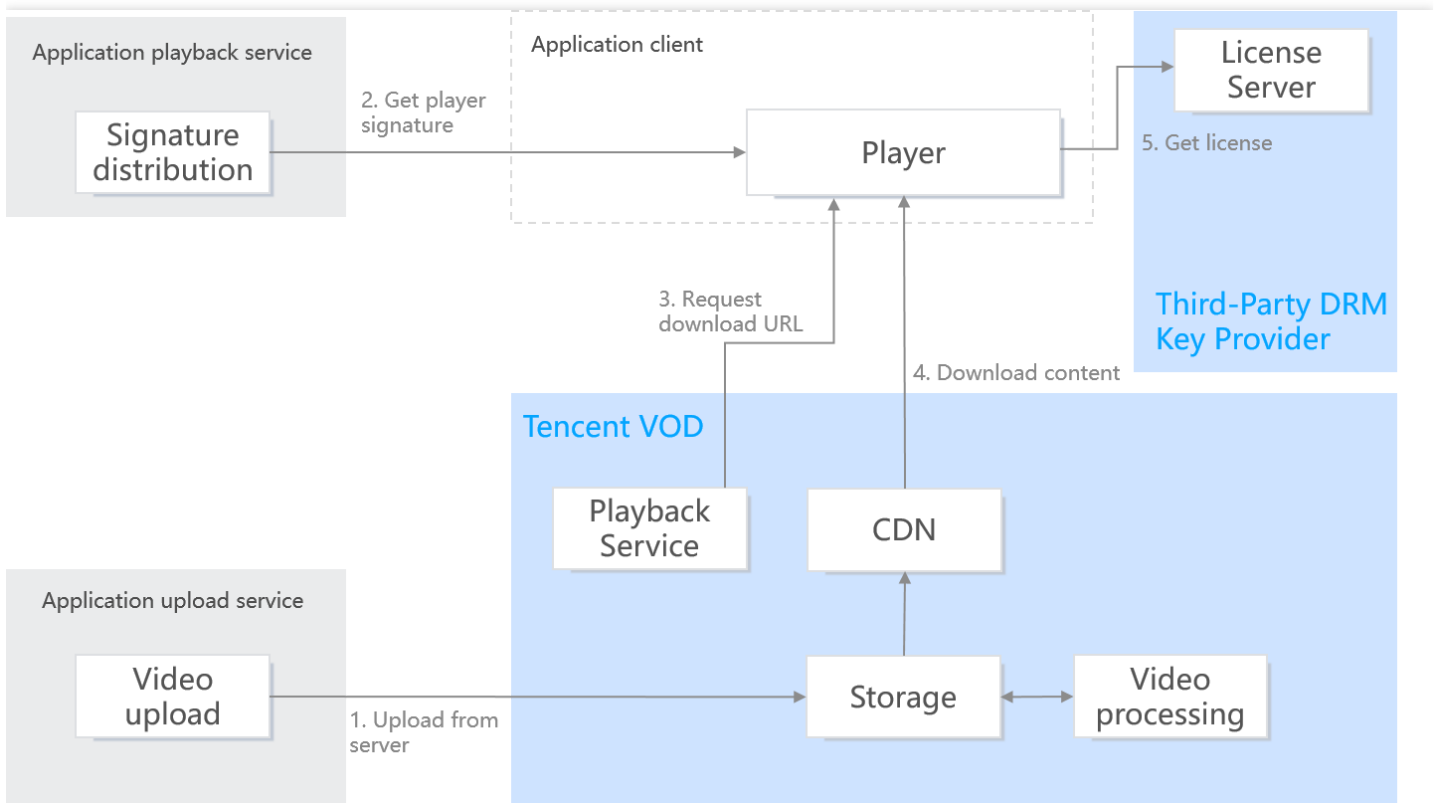 Application playback service
Signature
distribution
2. Get player
signature
Application client
Player
License
Server
5. Get license
Third-Party DRM
Key Provider
3. Request
download URL
4. Download content
Tencent VOD
Playback
Service
CDN
Application upload service
Video
upload
1. Upload from
server
Storage
Video
processing